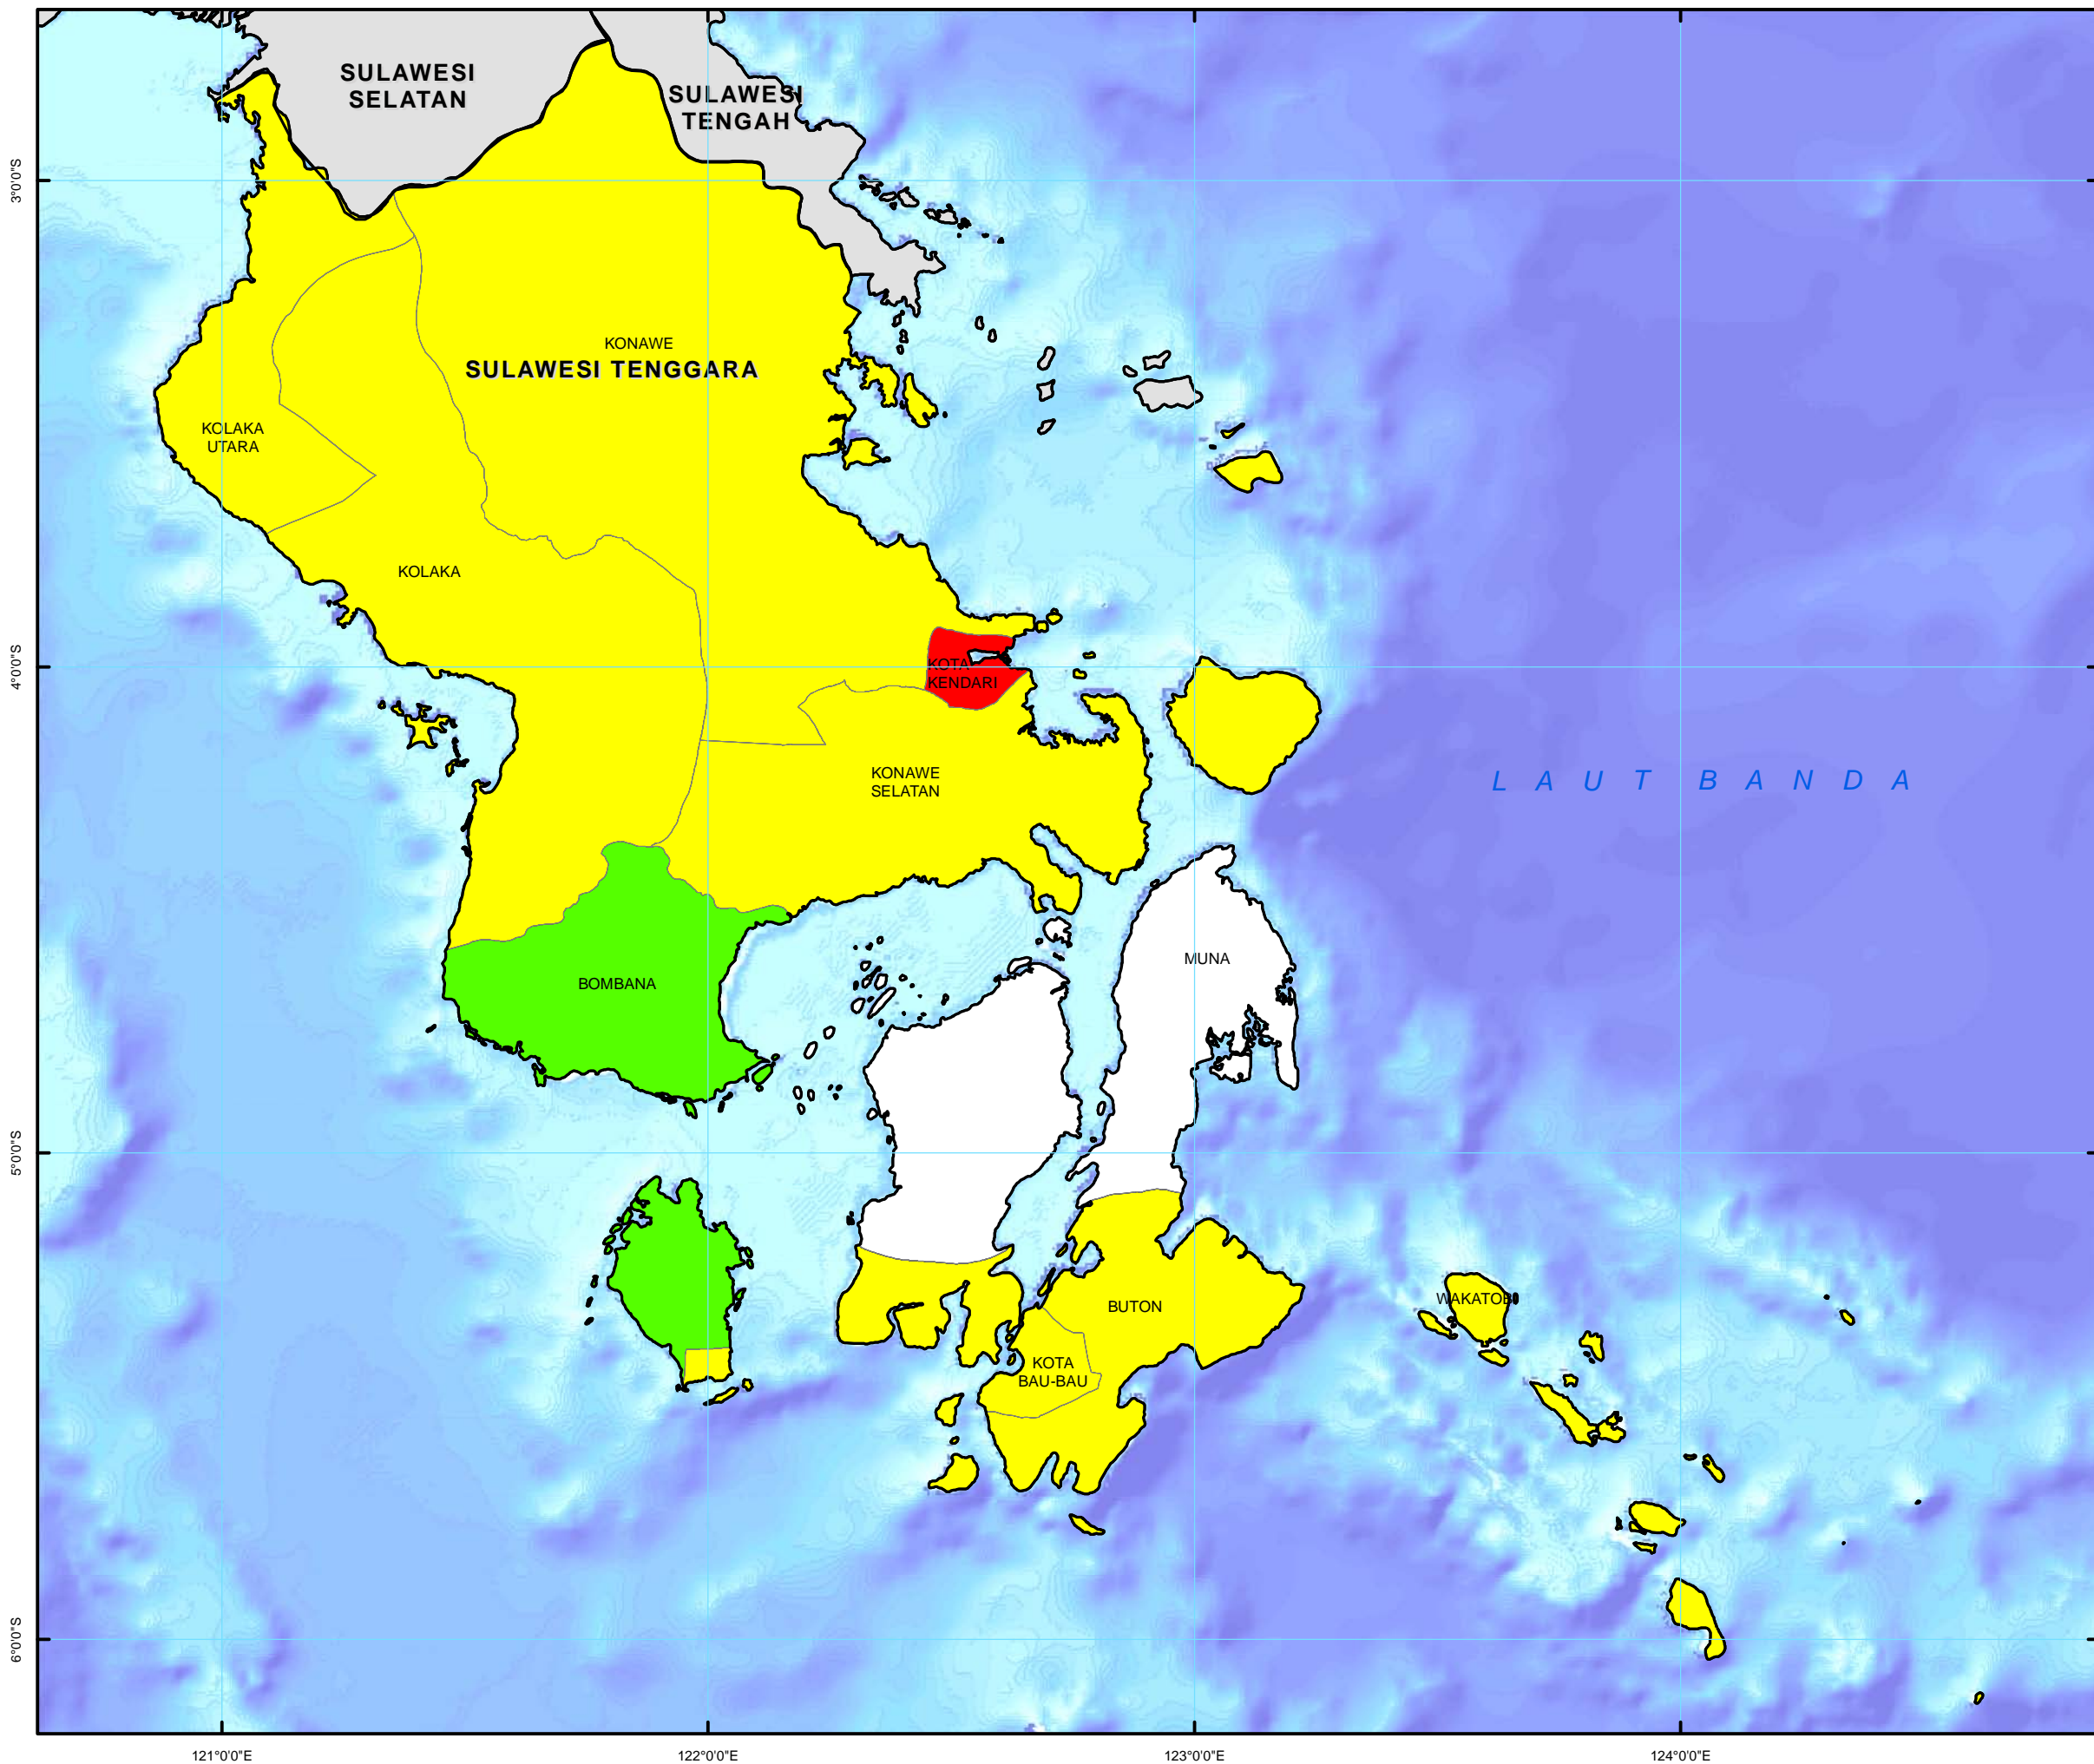 SULAWESI
SELATAN
SULAWESI
TENGAH
3°0'0"S
KONAWE
SULAWESI TENGGARA
KOLAKA
UTARA
KOLAKA
4°0'0"S
KOTA
KENDARI
KONAWE
SELATAN
LAUT BANDA
MUNA
BOMBANA
5°0'0"S
WAKATOBI
BUTON
KOTA
BAU-BAU
6°0'0"S
121°0'0"E
122°0'0"E
123°0'0"E
124°0'0"E